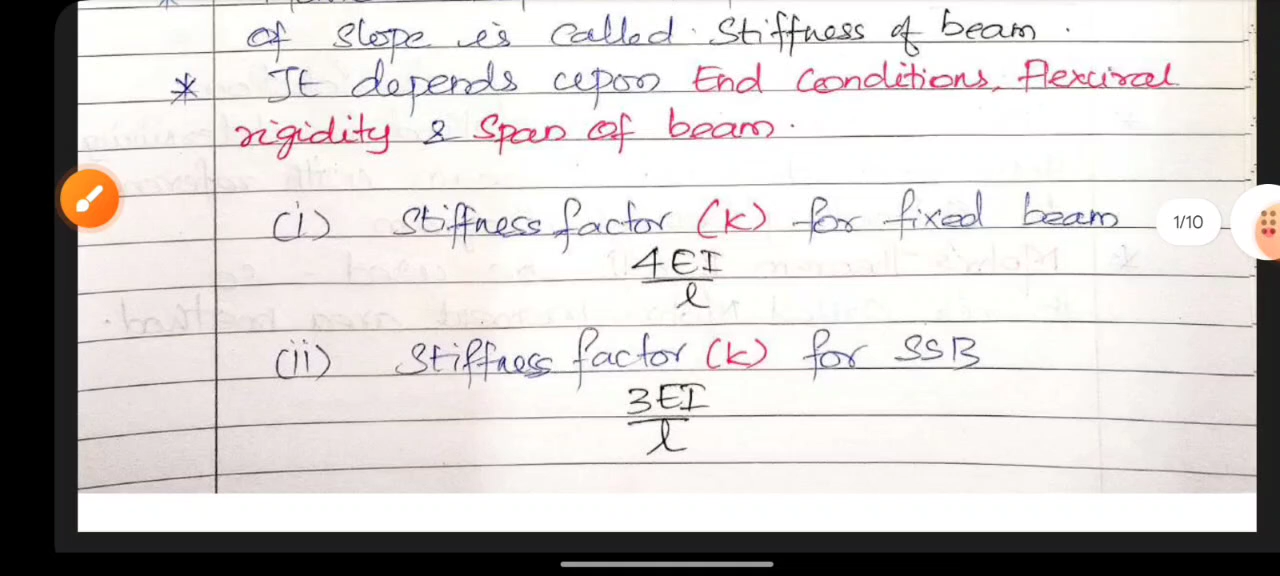 of slope is called. Stiffness of beam.
* It depends upon End Conditions, flexural
rigidity & Span of beam.
(i) Stiffness factor (k) for fixed beam
4EI
l
(ii) Stiffness factor (k) for SSB
3EI
l
1/10